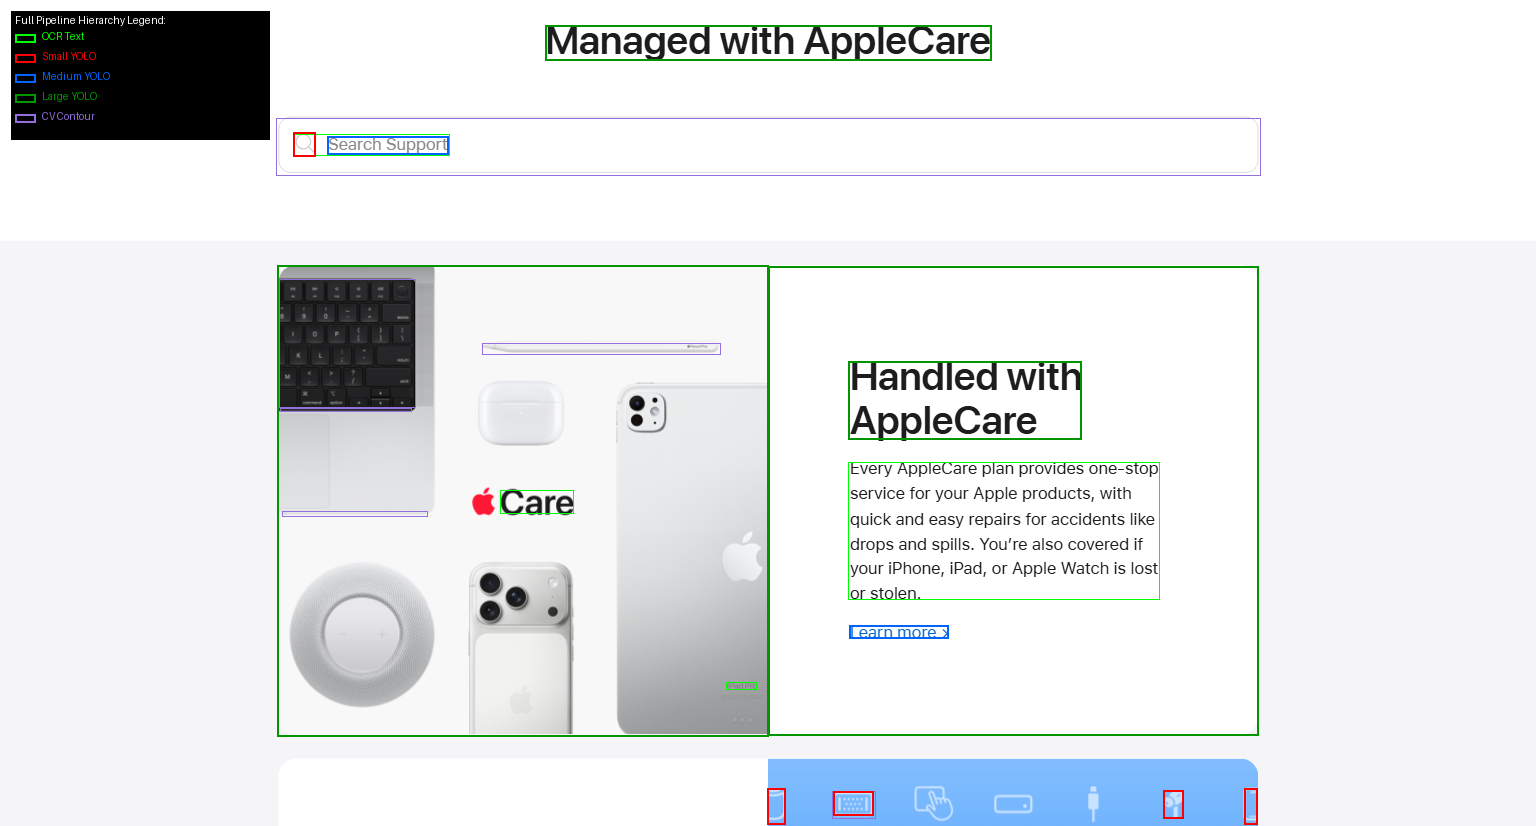 Full Pipeline Hierarchy Legend:
OCR Text
Small YOLO
Medium YOLO
Large YOLO
CV Contour
Managed with AppleCare
Search Support
Care
iPad Pro
Handled with
AppleCare
Every AppleCare plan provides one-stop
service for your Apple products, with
quick and easy repairs for accidents like
drops and spills. You’re also covered if
your iPhone, iPad, or Apple Watch is lost
or stolen.
Learn more ›